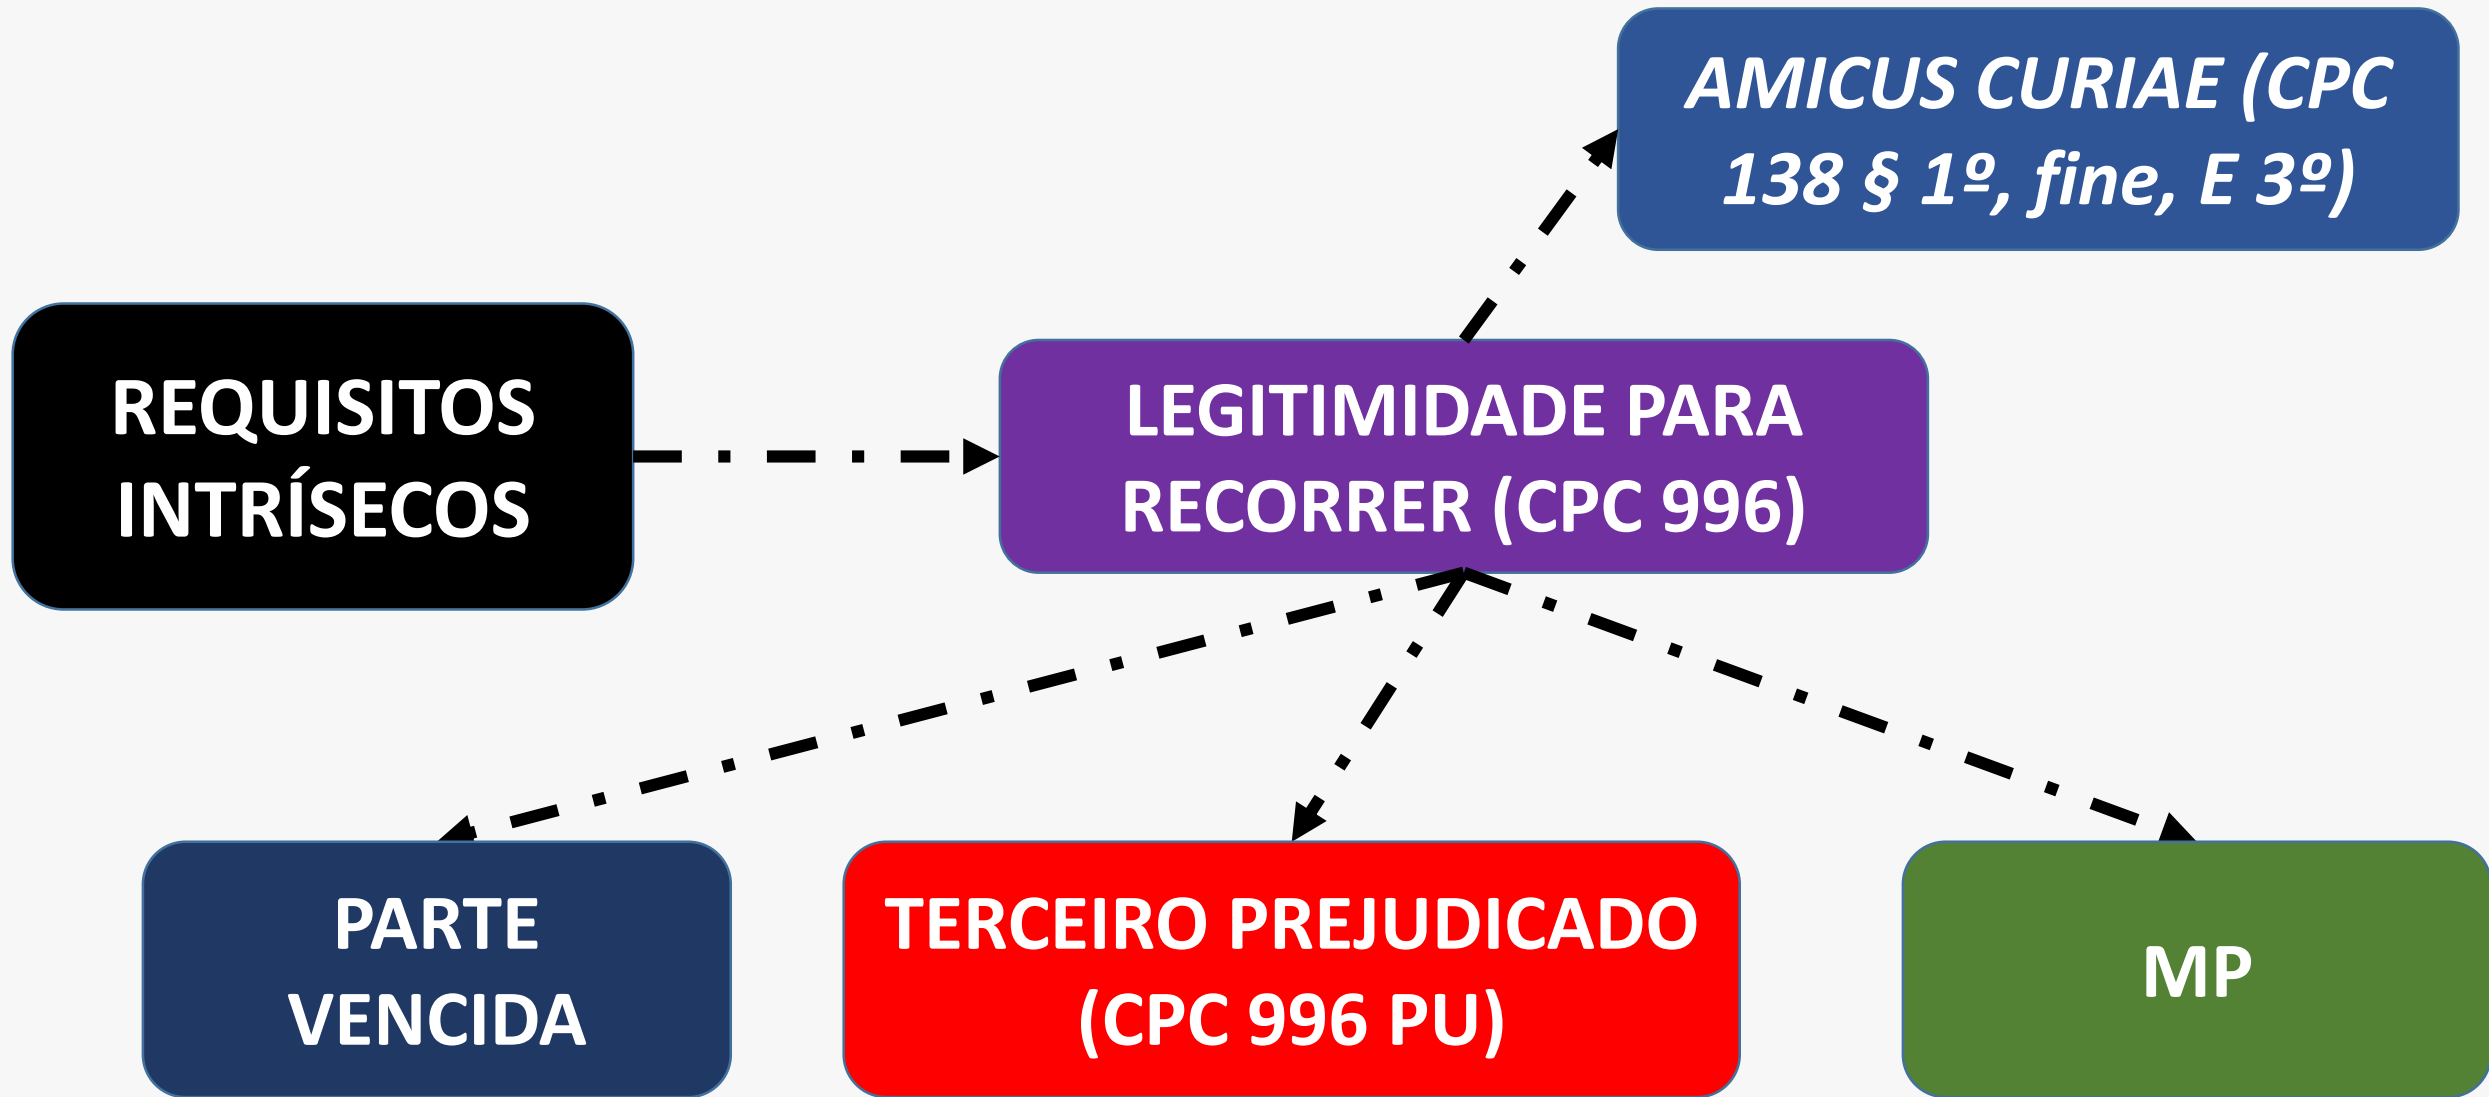 AMICUS CURIAE (CPC
138 § 1º, fine, E 3º)
REQUISITOS
INTRÍSECOS
LEGITIMIDADE PARA
RECORRER (CPC 996)
PARTE
VENCIDA
TERCEIRO PREJUDICADO
(CPC 996 PU)
MP